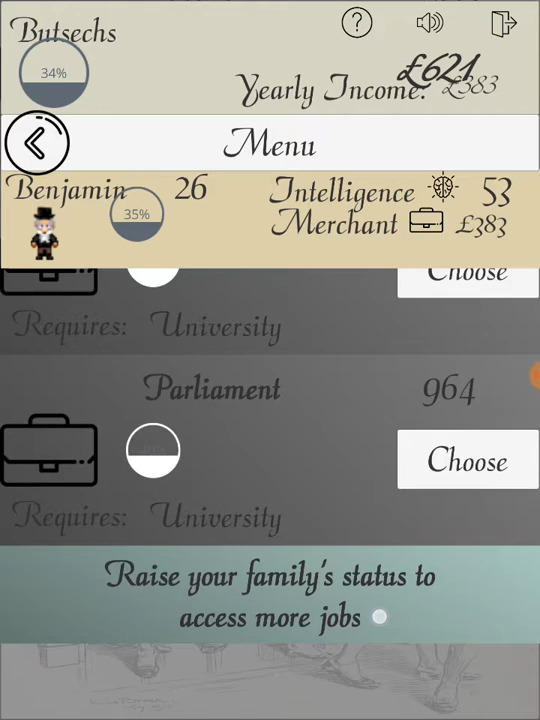 Butsechs
34%
£621
Yearly Income: £383
Menu
Benjamin 26 Intelligence 53
35%
Merchant £383
Choose
Requires: University
Parliament 964
Choose
Requires: University
Raise your family's status to
access more jobs